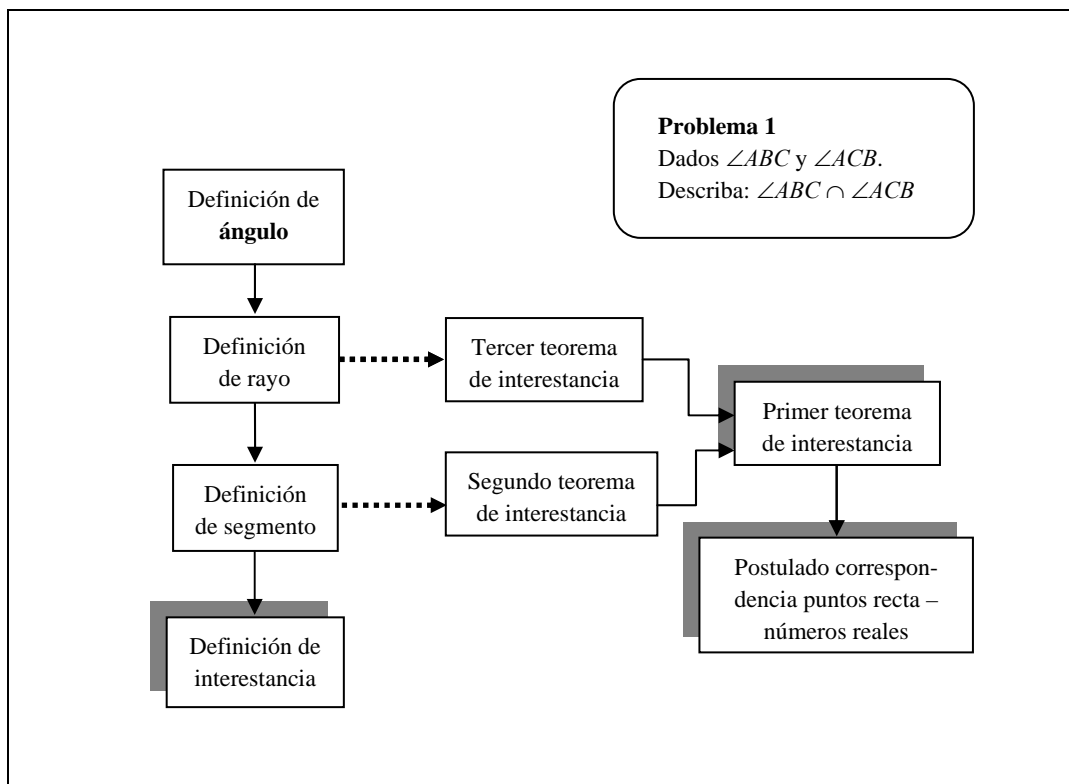 Problema 1
Dados ∠ABC y ∠ACB.
Describa: ∠ABC ∩ ∠ACB
Definición de
ángulo
Definición
de rayo
Tercer teorema
de interestancia
Primer teorema
de interestancia
Definición
de segmento
Segundo teorema
de interestancia
Postulado correspon-
dencia puntos recta –
números reales
Definición de
interestancia